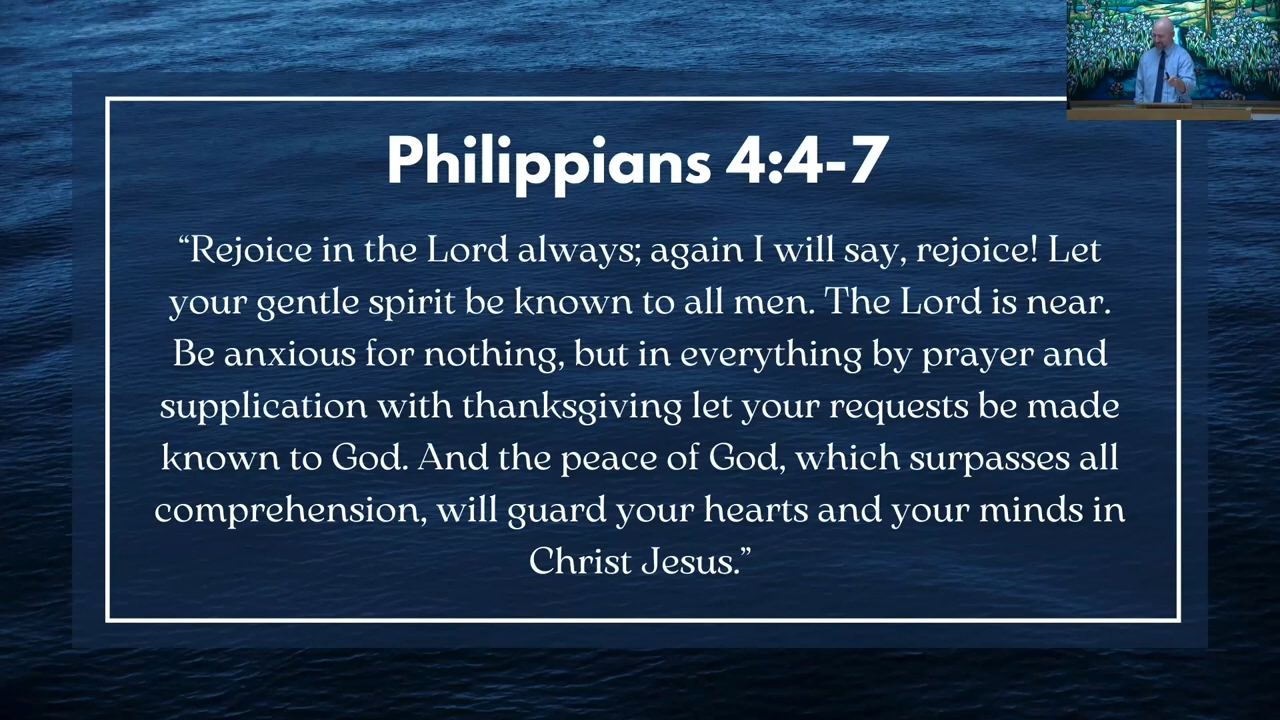 Philippians 4:4-7
“Rejoice in the Lord always; again I will say, rejoice! Let
your gentle spirit be known to all men. The Lord is near.
Be anxious for nothing, but in everything by prayer and
supplication with thanksgiving let your requests be made
known to God. And the peace of God, which surpasses all
comprehension, will guard your hearts and your minds in
Christ Jesus.”